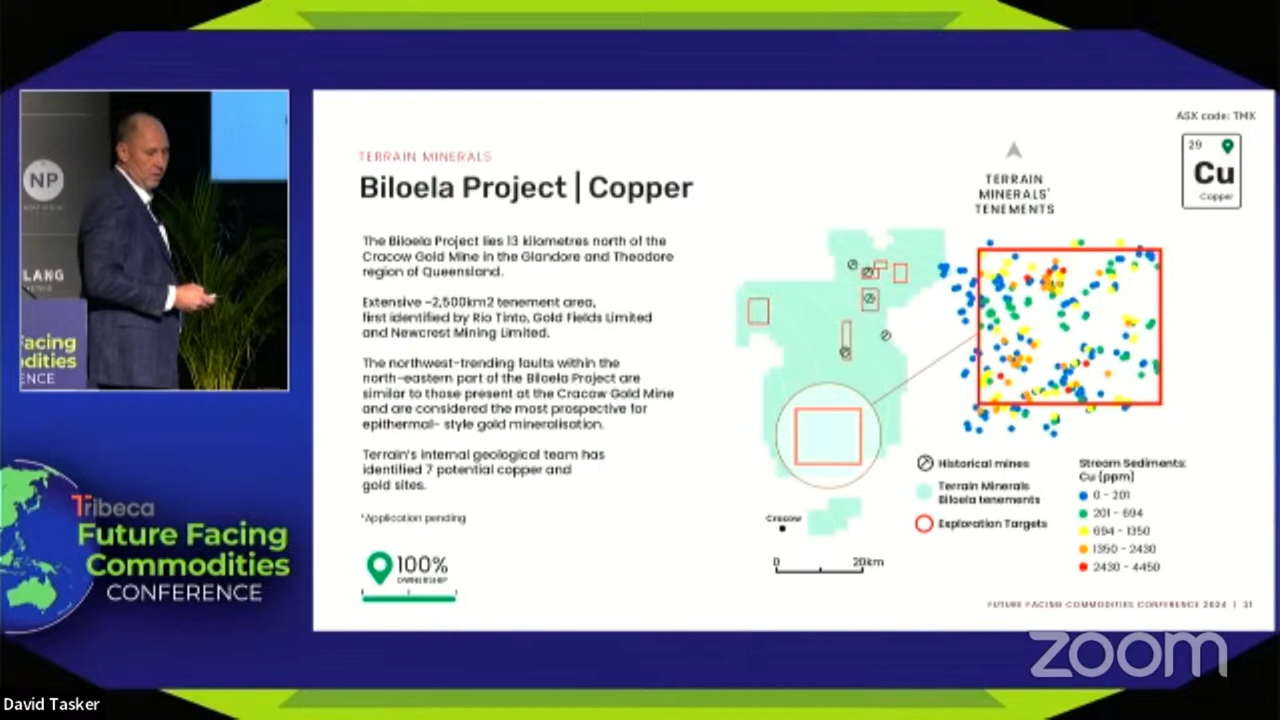 ASX code: TMX
29
Cu
Copper
TERRAIN MINERALS
Biloela Project | Copper
TERRAIN
MINERALS'
TENEMENTS
The Biloela Project lies 13 kilometres north of the
Cracow Gold Mine in the Glandore and Theodore
region of Queensland.
Extensive ~2,500km2 tenement area,
first identified by Rio Tinto, Gold Fields Limited
and Newcrest Mining Limited.
The northwest-trending faults within the
north-eastern part of the Biloela Project are
similar to those present at the Cracow Gold Mine
and are considered the most prospective for
epithermal- style gold mineralisation.
Terrain's internal geological team has
identified 7 potential copper and
gold sites.
*Application pending
100%
OWNERSHIP
Cracow
0 20km
Historical mines
Terrain Minerals
Biloela tenements
Exploration Targets
Stream Sediments:
Cu (ppm)
0 - 201
201 - 694
694 - 1350
1350 - 2430
2430 - 4450
FUTURE FACING COMMODITIES CONFERENCE 2024 | 21
NP
LANG
Facing
odities
ENCE
Tribeca
Future Facing
Commodities
CONFERENCE
zoom
David Tasker